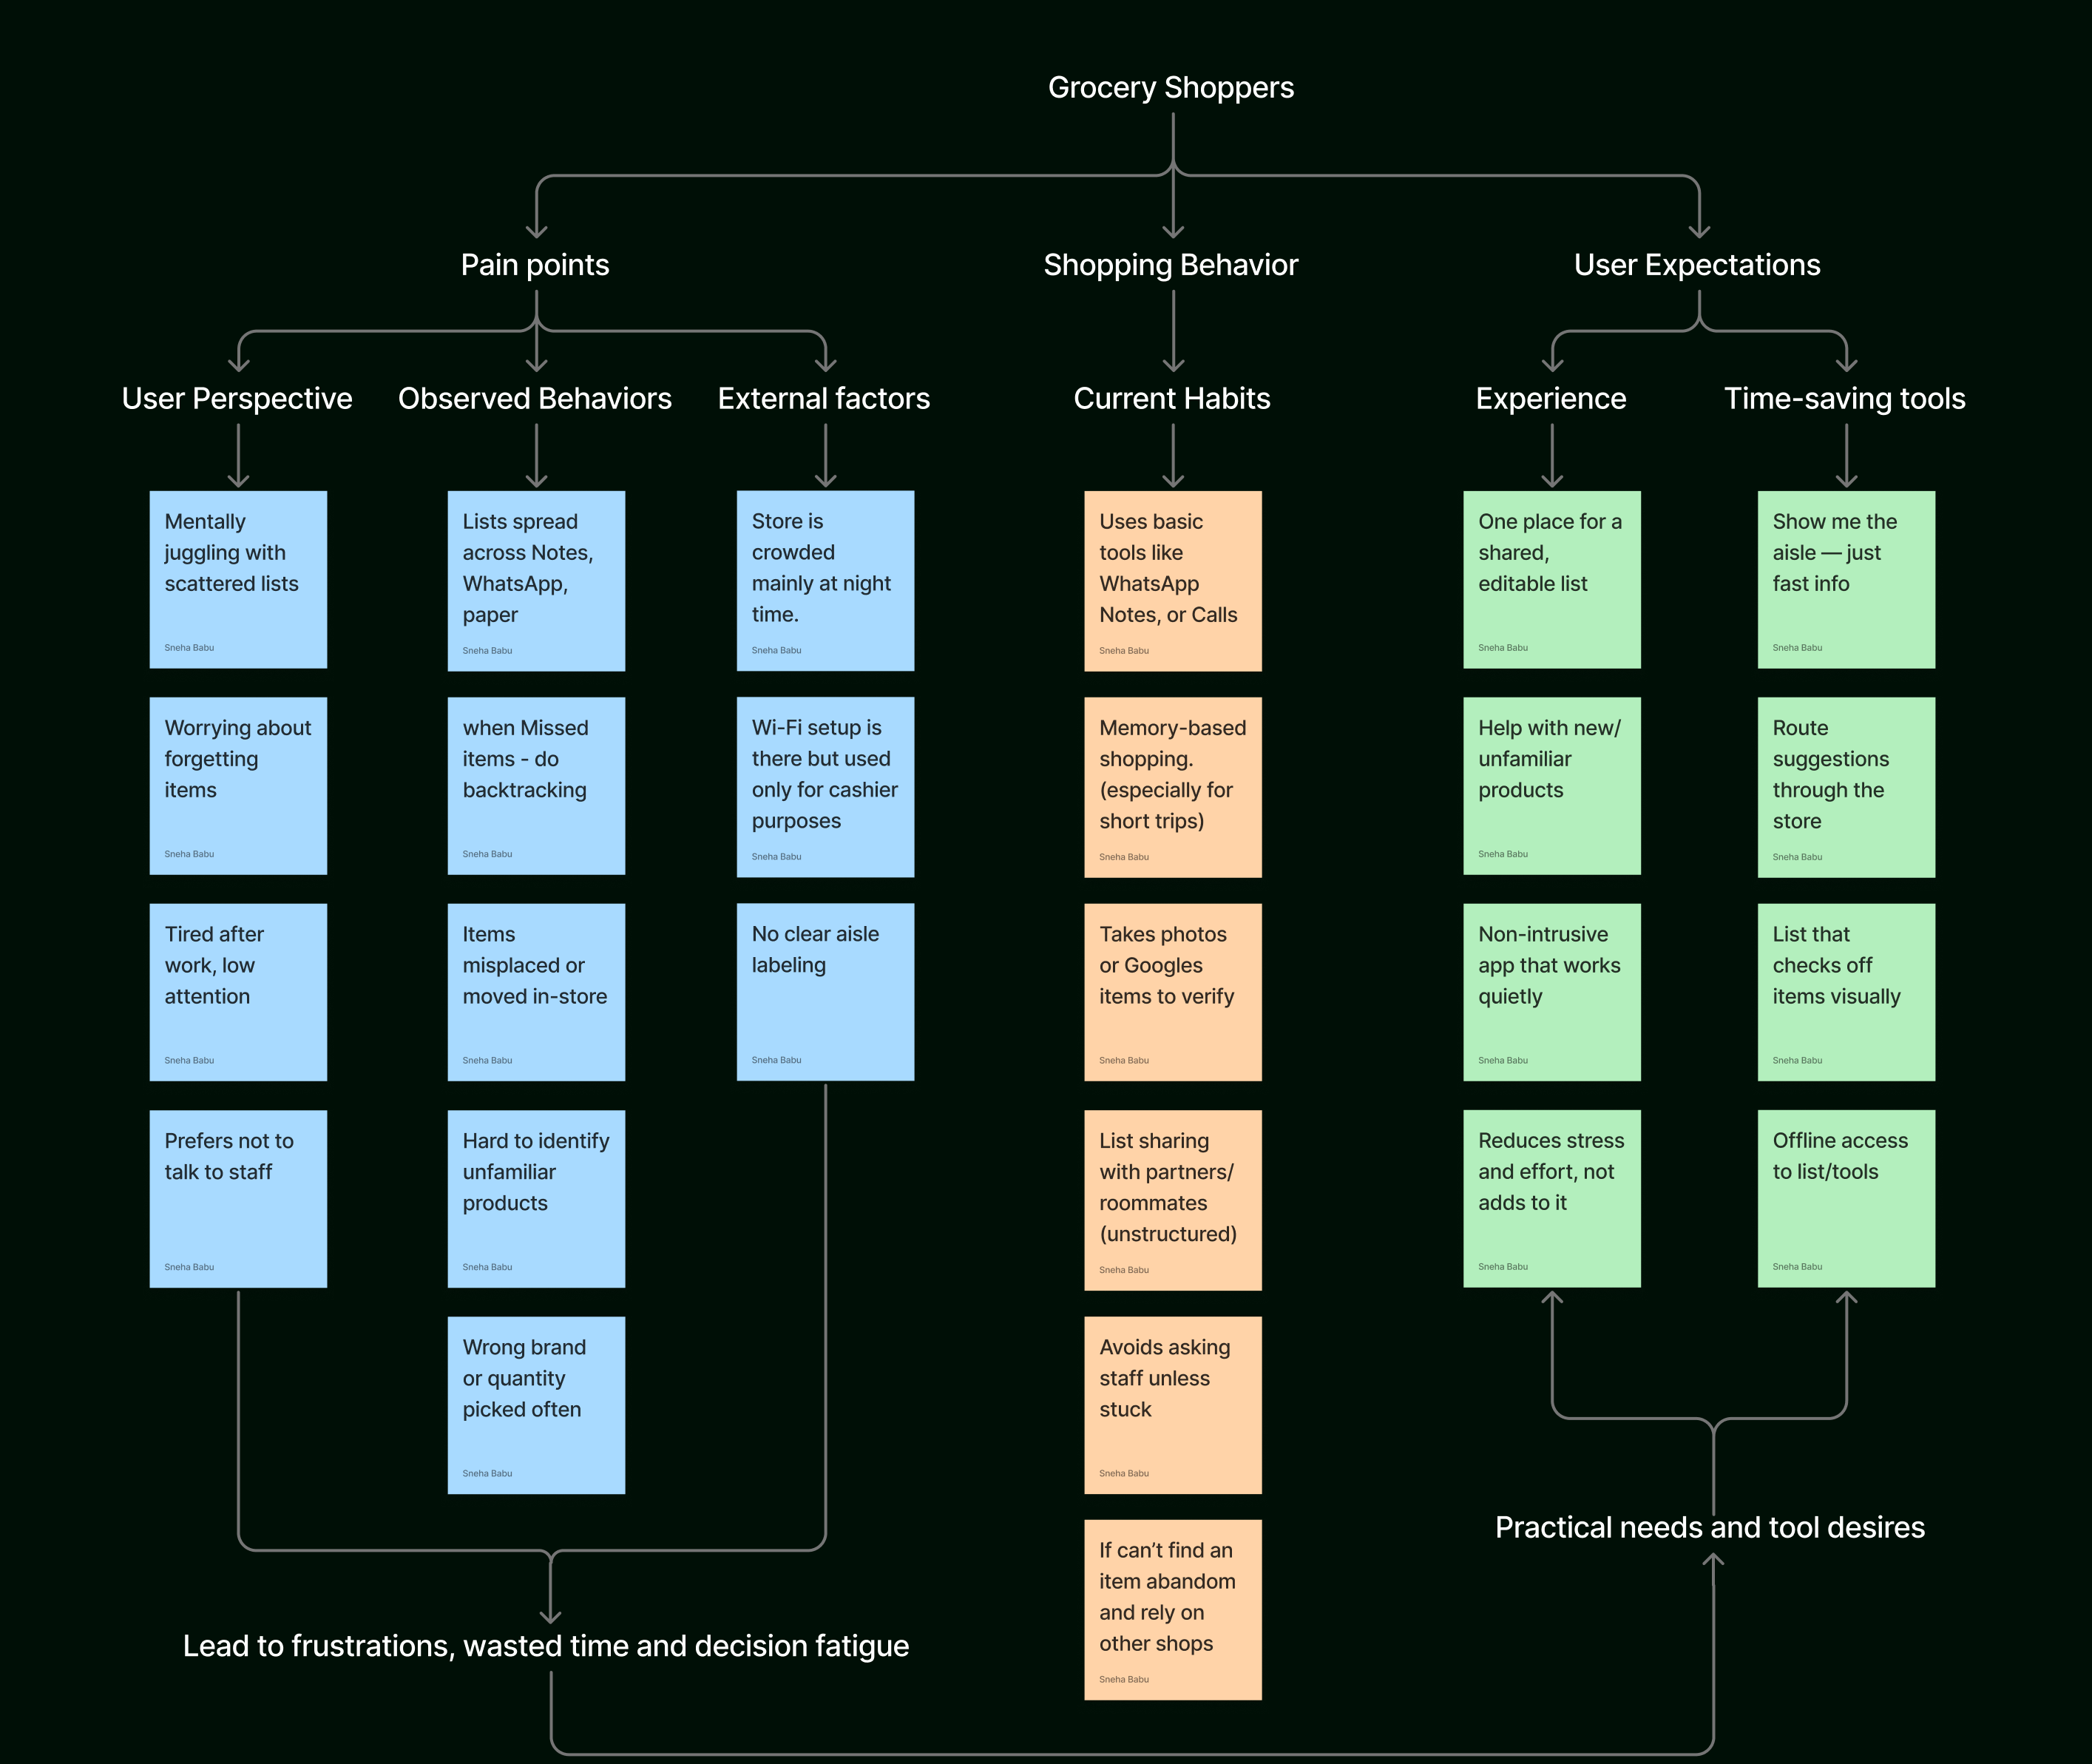 Grocery Shoppers
Pain points
Shopping Behavior
User Expectations
User Perspective
Observed Behaviors
External factors
Current Habits
Experience
Time-saving tools
Mentally
juggling with
scattered lists
Sneha Babu
Worrying about
forgetting
items
Sneha Babu
Tired after
work, low
attention
Sneha Babu
Prefers not to
talk to staff
Sneha Babu
Lists spread
across Notes,
WhatsApp,
paper
Sneha Babu
when Missed
items - do
backtracking
Sneha Babu
Items
misplaced or
moved in-store
Sneha Babu
Hard to identify
unfamiliar
products
Sneha Babu
Wrong brand
or quantity
picked often
Sneha Babu
Store is
crowded
mainly at night
time.
Sneha Babu
Wi-Fi setup is
there but used
only for cashier
purposes
Sneha Babu
No clear aisle
labeling
Sneha Babu
Lead to frustrations, wasted time and decision fatigue
Uses basic
tools like
WhatsApp
Notes, or Calls
Sneha Babu
Memory-based
shopping.
(especially for
short trips)
Sneha Babu
Takes photos
or Googles
items to verify
Sneha Babu
List sharing
with partners/
roommates
(unstructured)
Sneha Babu
Avoids asking
staff unless
stuck
Sneha Babu
If can’t find an
item abandom
and rely on
other shops
Sneha Babu
One place for a
shared,
editable list
Sneha Babu
Help with new/
unfamiliar
products
Sneha Babu
Non-intrusive
app that works
quietly
Sneha Babu
Reduces stress
and effort, not
adds to it
Sneha Babu
Show me the
aisle — just
fast info
Sneha Babu
Route
suggestions
through the
store
Sneha Babu
List that
checks off
items visually
Sneha Babu
Offline access
to list/tools
Sneha Babu
Practical needs and tool desires